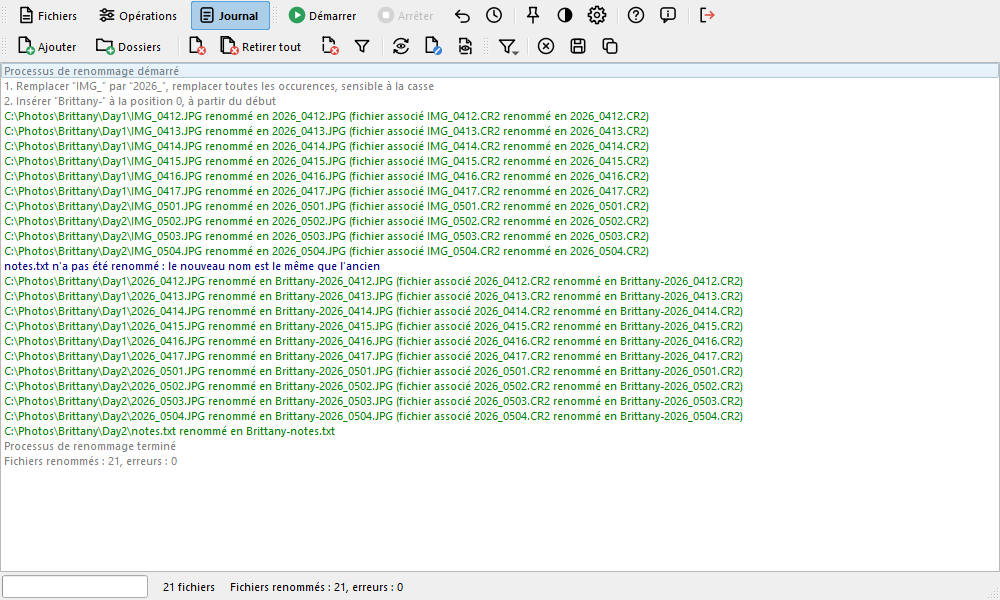 Fichiers Opérations Journal Démarrer Arrêter
Ajouter Dossiers Retirer tout
Processus de renommage démarré
1. Remplacer "IMG_" par "2026_", remplacer toutes les occurences, sensible à la casse
2. Insérer "Brittany-" à la position 0, à partir du début
C:\Photos\Brittany\Day1\IMG_0412.JPG renommé en 2026_0412.JPG (fichier associé IMG_0412.CR2 renommé en 2026_0412.CR2)
C:\Photos\Brittany\Day1\IMG_0413.JPG renommé en 2026_0413.JPG (fichier associé IMG_0413.CR2 renommé en 2026_0413.CR2)
C:\Photos\Brittany\Day1\IMG_0414.JPG renommé en 2026_0414.JPG (fichier associé IMG_0414.CR2 renommé en 2026_0414.CR2)
C:\Photos\Brittany\Day1\IMG_0415.JPG renommé en 2026_0415.JPG (fichier associé IMG_0415.CR2 renommé en 2026_0415.CR2)
C:\Photos\Brittany\Day1\IMG_0416.JPG renommé en 2026_0416.JPG (fichier associé IMG_0416.CR2 renommé en 2026_0416.CR2)
C:\Photos\Brittany\Day1\IMG_0417.JPG renommé en 2026_0417.JPG (fichier associé IMG_0417.CR2 renommé en 2026_0417.CR2)
C:\Photos\Brittany\Day2\IMG_0501.JPG renommé en 2026_0501.JPG (fichier associé IMG_0501.CR2 renommé en 2026_0501.CR2)
C:\Photos\Brittany\Day2\IMG_0502.JPG renommé en 2026_0502.JPG (fichier associé IMG_0502.CR2 renommé en 2026_0502.CR2)
C:\Photos\Brittany\Day2\IMG_0503.JPG renommé en 2026_0503.JPG (fichier associé IMG_0503.CR2 renommé en 2026_0503.CR2)
C:\Photos\Brittany\Day2\IMG_0504.JPG renommé en 2026_0504.JPG (fichier associé IMG_0504.CR2 renommé en 2026_0504.CR2)
notes.txt n'a pas été renommé : le nouveau nom est le même que l'ancien
C:\Photos\Brittany\Day1\2026_0412.JPG renommé en Brittany-2026_0412.JPG (fichier associé 2026_0412.CR2 renommé en Brittany-2026_0412.CR2)
C:\Photos\Brittany\Day1\2026_0413.JPG renommé en Brittany-2026_0413.JPG (fichier associé 2026_0413.CR2 renommé en Brittany-2026_0413.CR2)
C:\Photos\Brittany\Day1\2026_0414.JPG renommé en Brittany-2026_0414.JPG (fichier associé 2026_0414.CR2 renommé en Brittany-2026_0414.CR2)
C:\Photos\Brittany\Day1\2026_0415.JPG renommé en Brittany-2026_0415.JPG (fichier associé 2026_0415.CR2 renommé en Brittany-2026_0415.CR2)
C:\Photos\Brittany\Day1\2026_0416.JPG renommé en Brittany-2026_0416.JPG (fichier associé 2026_0416.CR2 renommé en Brittany-2026_0416.CR2)
C:\Photos\Brittany\Day1\2026_0417.JPG renommé en Brittany-2026_0417.JPG (fichier associé 2026_0417.CR2 renommé en Brittany-2026_0417.CR2)
C:\Photos\Brittany\Day2\2026_0501.JPG renommé en Brittany-2026_0501.JPG (fichier associé 2026_0501.CR2 renommé en Brittany-2026_0501.CR2)
C:\Photos\Brittany\Day2\2026_0502.JPG renommé en Brittany-2026_0502.JPG (fichier associé 2026_0502.CR2 renommé en Brittany-2026_0502.CR2)
C:\Photos\Brittany\Day2\2026_0503.JPG renommé en Brittany-2026_0503.JPG (fichier associé 2026_0503.CR2 renommé en Brittany-2026_0503.CR2)
C:\Photos\Brittany\Day2\2026_0504.JPG renommé en Brittany-2026_0504.JPG (fichier associé 2026_0504.CR2 renommé en Brittany-2026_0504.CR2)
C:\Photos\Brittany\Day2\notes.txt renommé en Brittany-notes.txt
Processus de renommage terminé
Fichiers renommés : 21, erreurs : 0
21 fichiers Fichiers renommés : 21, erreurs : 0